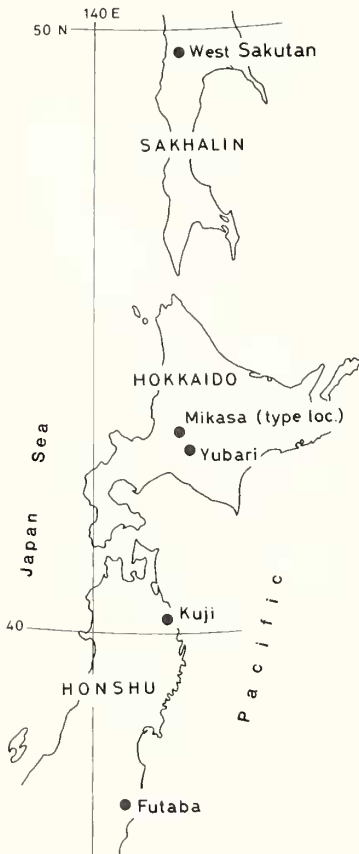 140 E
50 N
West Sakutan
SAKHALIN
HOKKAIDO
Mikasa (type loc.)
Yubari
Japan Sea
Pacific
Kuji
40
HONSHU
Futaba